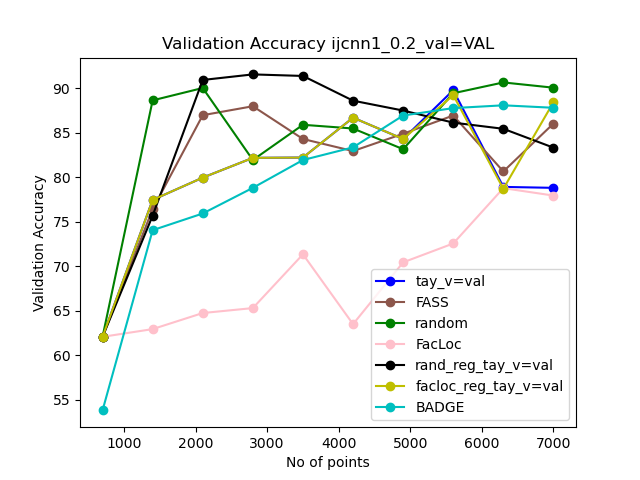 Validation Accuracy ijcnn1_0.2_val=VAL
Validation Accuracy
90
85
80
75
70
65
60
55
1000 2000 3000 4000 5000 6000 7000
No of points
tay_v=val
FASS
random
FacLoc
rand_reg_tay_v=val
facloc_reg_tay_v=val
BADGE